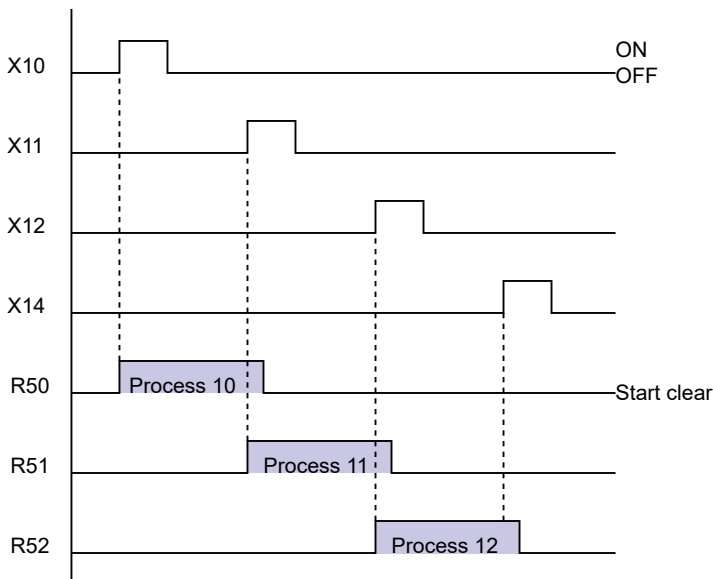 X10
ON
OFF
X11
X12
X14
R50
Process 10
Start clear
R51
Process 11
R52
Process 12